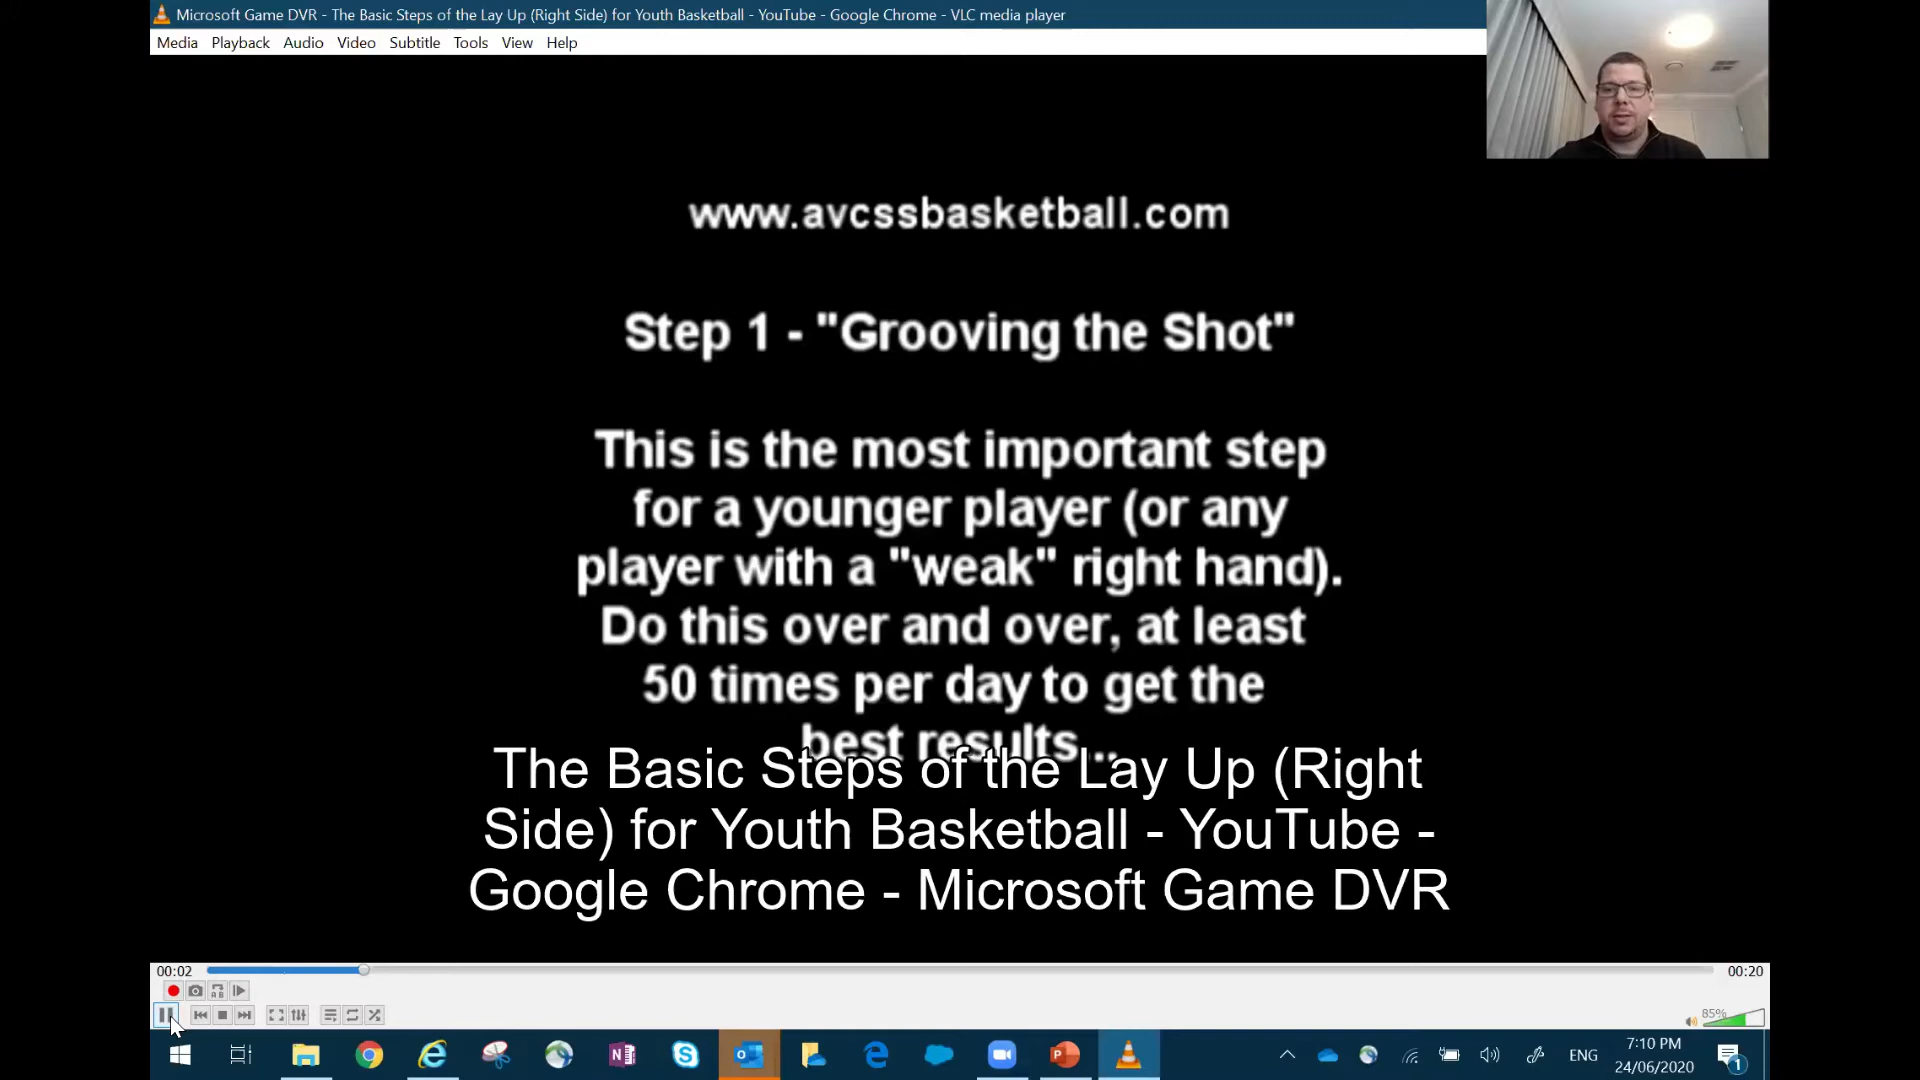 Microsoft Game DVR - The Basic Steps of the Lay Up (Right Side) for Youth Basketball - YouTube - Google Chrome - VLC media player
Media Playback Audio Video Subtitle Tools View Help
www.avcssbasketball.com
Step 1 - "Grooving the Shot"
This is the most important step
for a younger player (or any
player with a "weak" right hand).
Do this over and over, at least
50 times per day to get the
best results...
The Basic Steps of the Lay Up (Right
Side) for Youth Basketball - YouTube -
Google Chrome - Microsoft Game DVR
00:02 00:20
85%
ENG
7:10 PM
24/06/2020
1